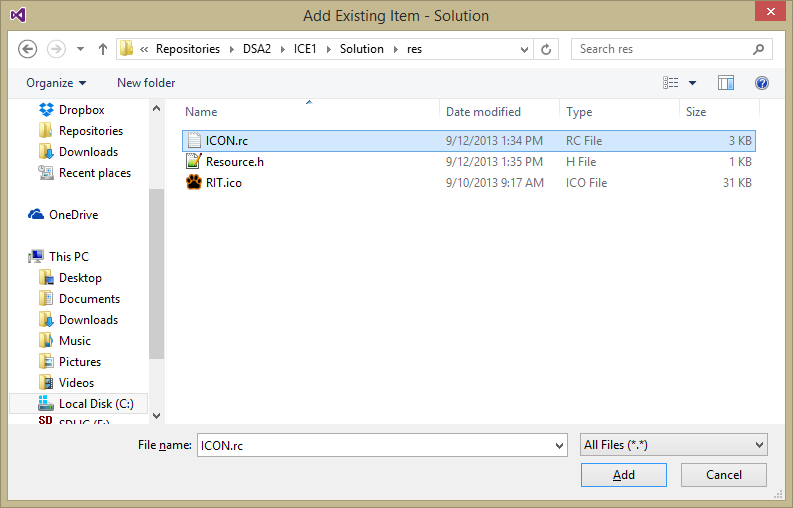 Add Existing Item - Solution
« Repositories DSA2 ICE1 Solution res
Search res
Organize New folder
Name Date modified Type Size
Dropbox
Repositories
Downloads
Recent places
OneDrive
This PC
Desktop
Documents
Downloads
Music
Pictures
Videos
Local Disk (C:)
ICON.rc 9/12/2013 1:34 PM RC File 3 KB
Resource.h 9/12/2013 1:35 PM H File 1 KB
RIT.ico 9/10/2013 9:17 AM ICO File 31 KB
File name: ICON.rc All Files (*.*)
Add Cancel